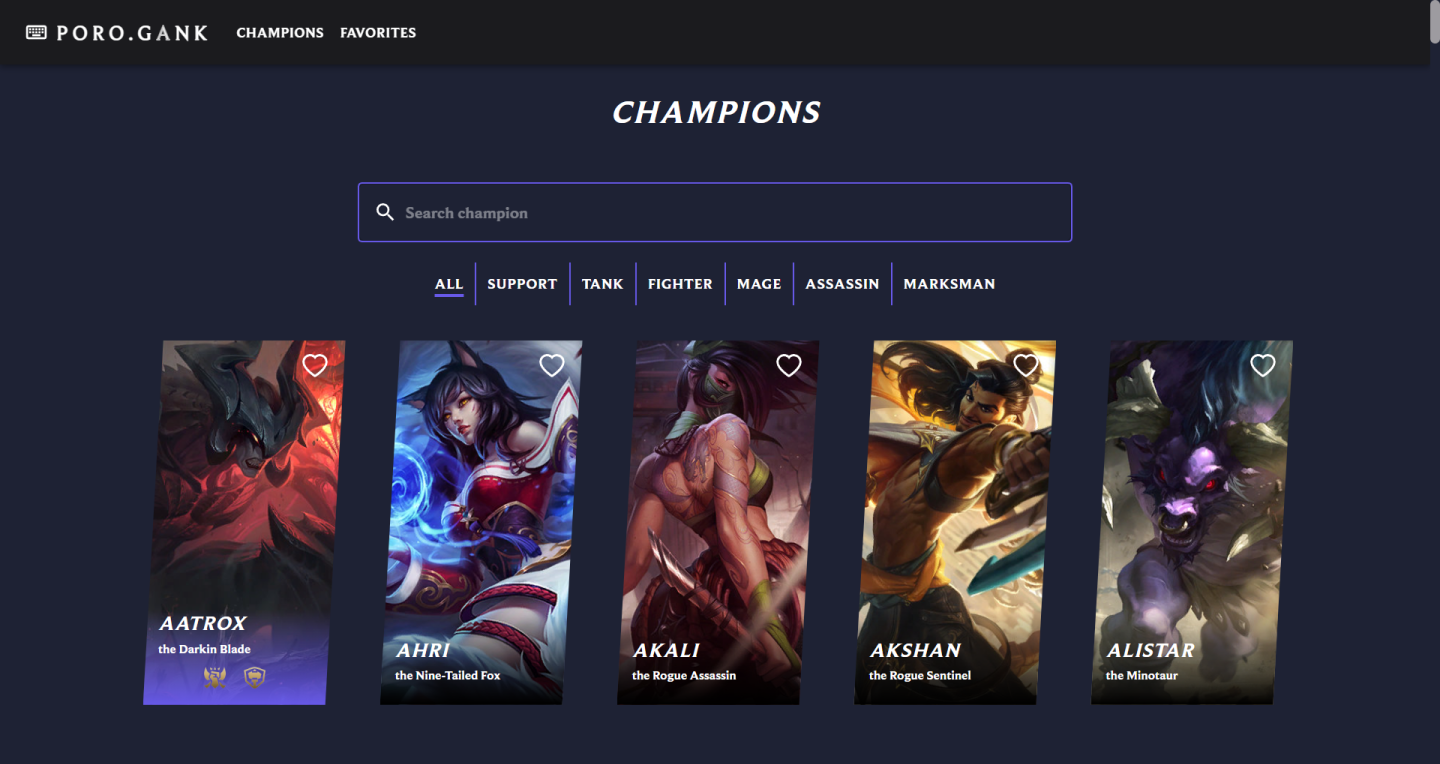 PORO.GANK
CHAMPIONS
FAVORITES
CHAMPIONS
Search champion
ALL
SUPPORT
TANK
FIGHTER
MAGE
ASSASSIN
MARKSMAN
AATROX
the Darkin Blade
AHRI
the Nine-Tailed Fox
AKALI
the Rogue Assassin
AKSHAN
the Rogue Sentinel
ALISTAR
the Minotaur